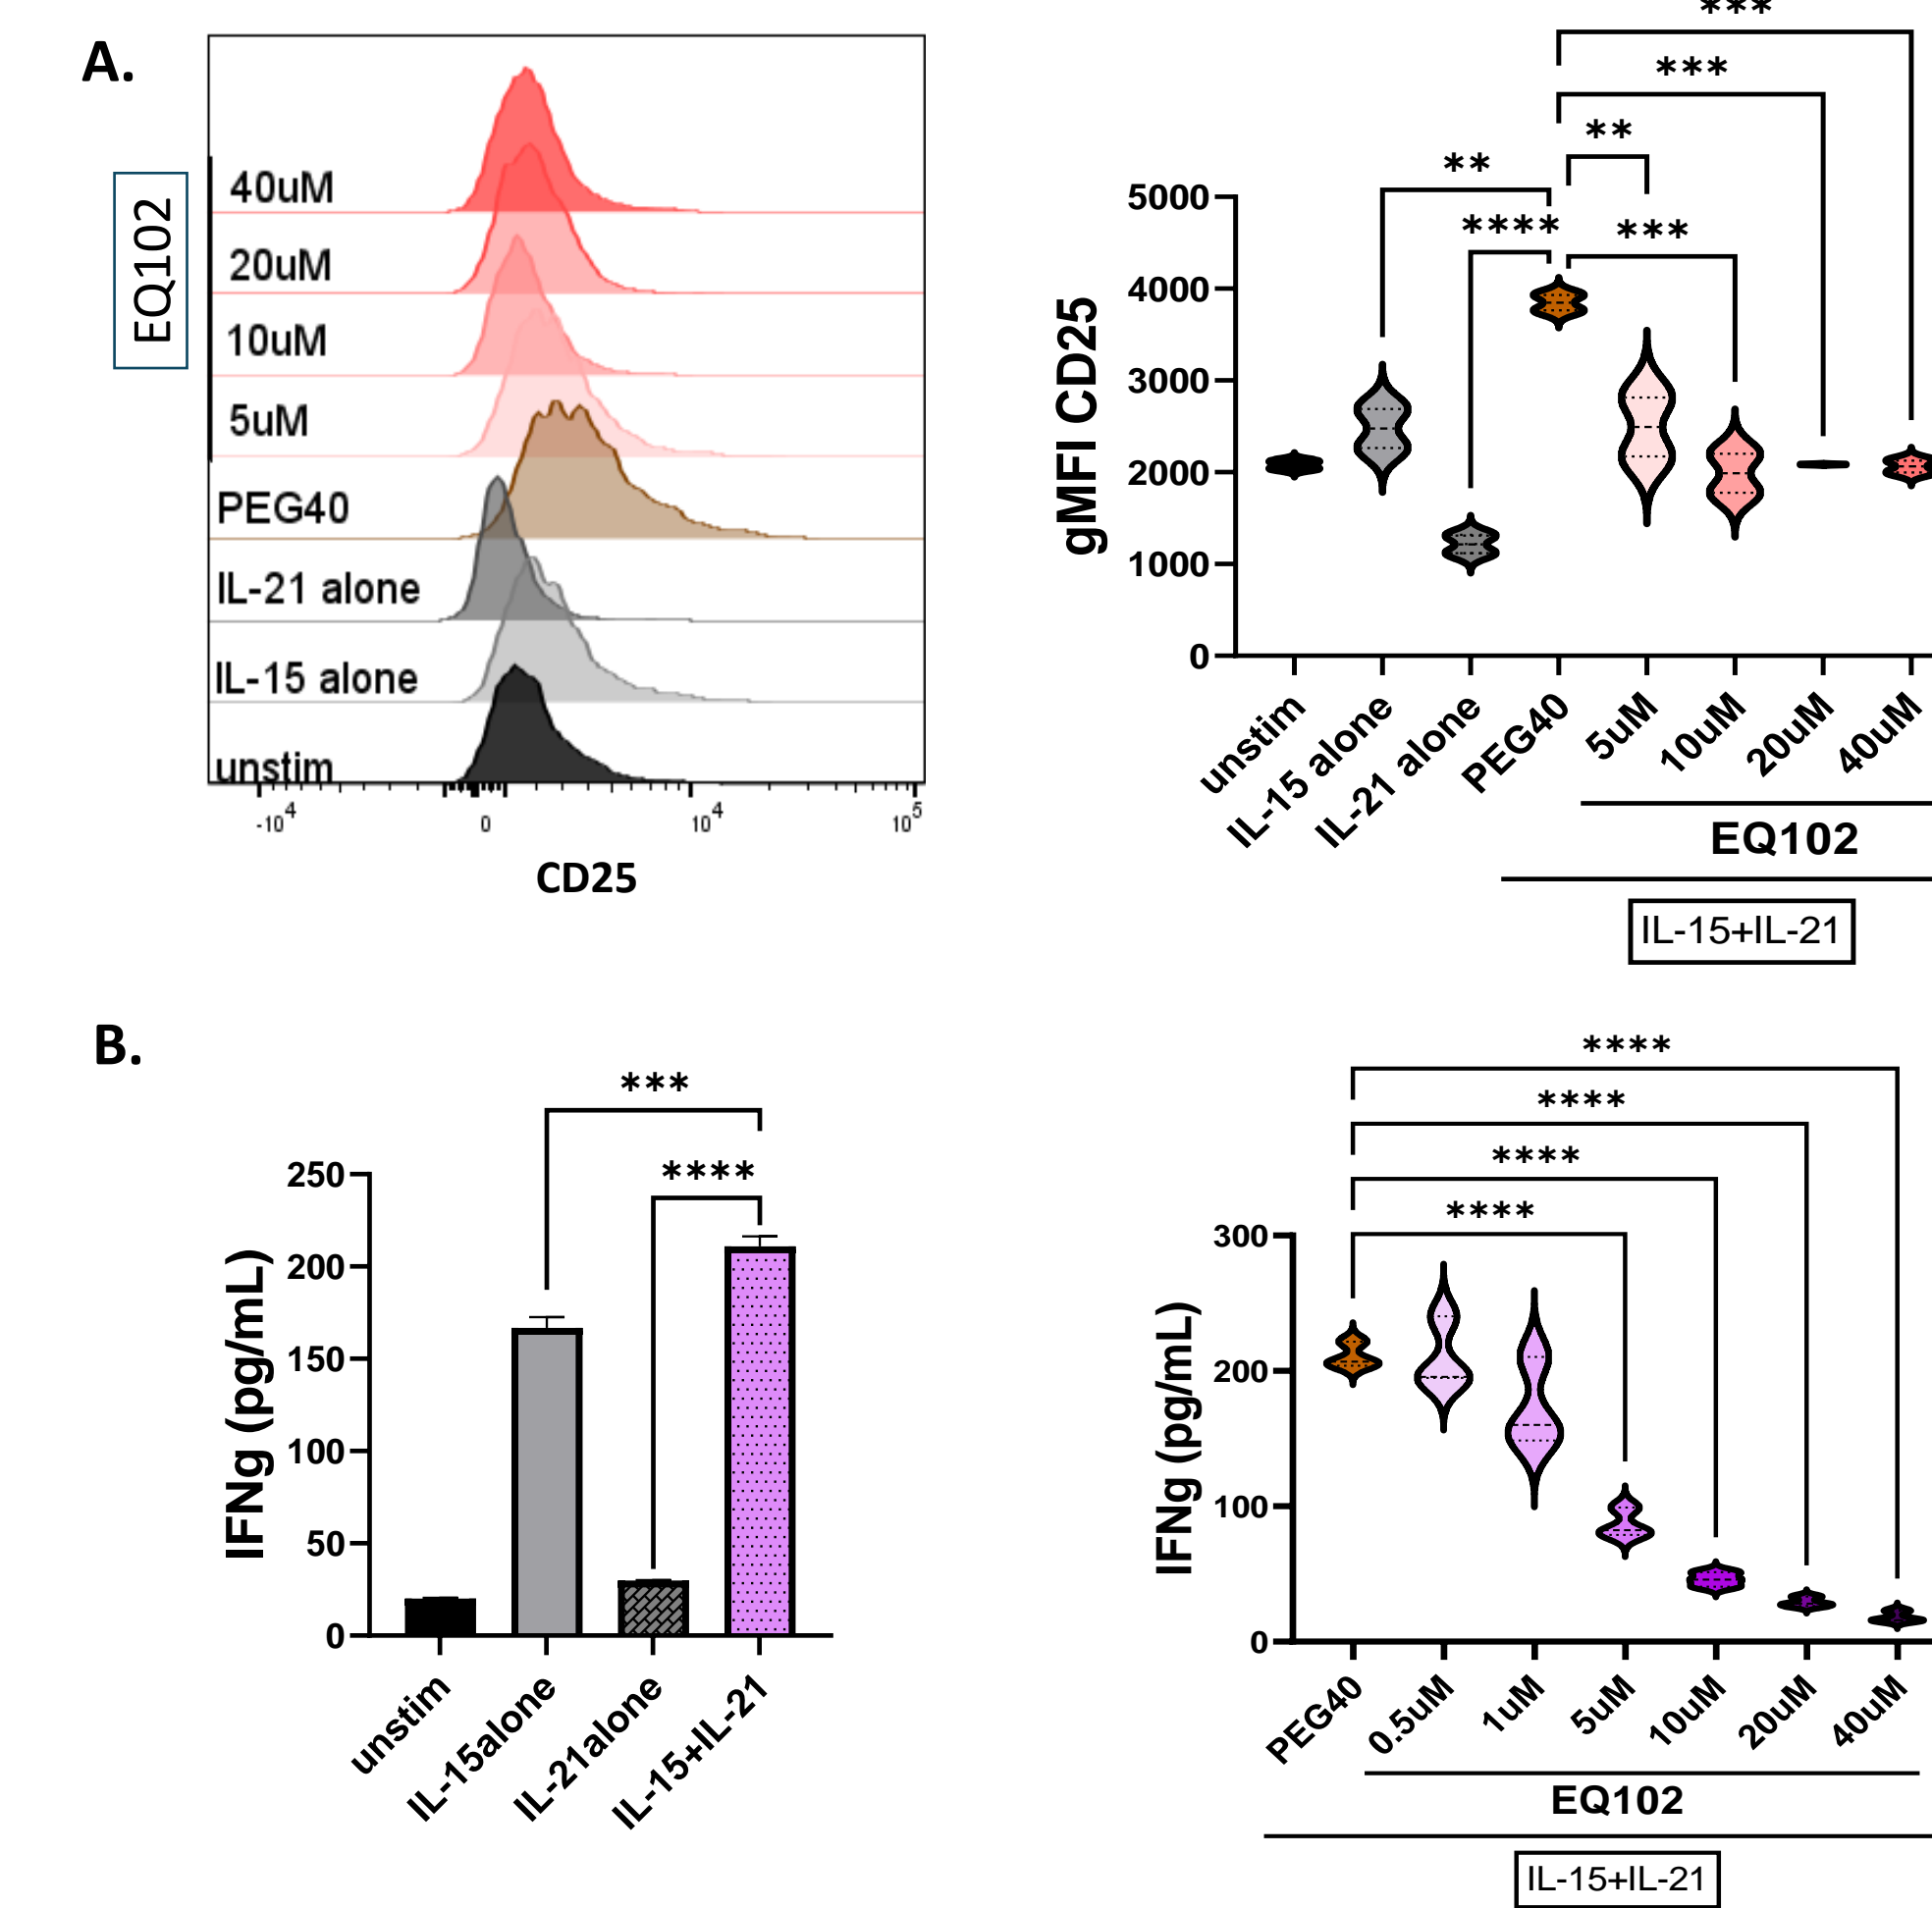 A.
EQ102
40uM
20uM
10uM
5uM
PEG40
IL-21 alone
IL-15 alone
unstim
-10^4
0
10^4
10^5
CD25
***
***
**
**
****
***
gMFI CD25
5000
4000
3000
2000
1000
0
unstim
IL-15 alone
IL-21 alone
PEG40
5uM
10uM
20uM
40uM
EQ102
IL-15+IL-21
B.
***
****
IFNg (pg/mL)
250
200
150
100
50
0
unstim
IL-15alone
IL-21alone
IL-15+IL-21
****
****
****
****
IFNg (pg/mL)
300
200
100
0
PEG40
0.5uM
1uM
5uM
10uM
20uM
40uM
EQ102
IL-15+IL-21